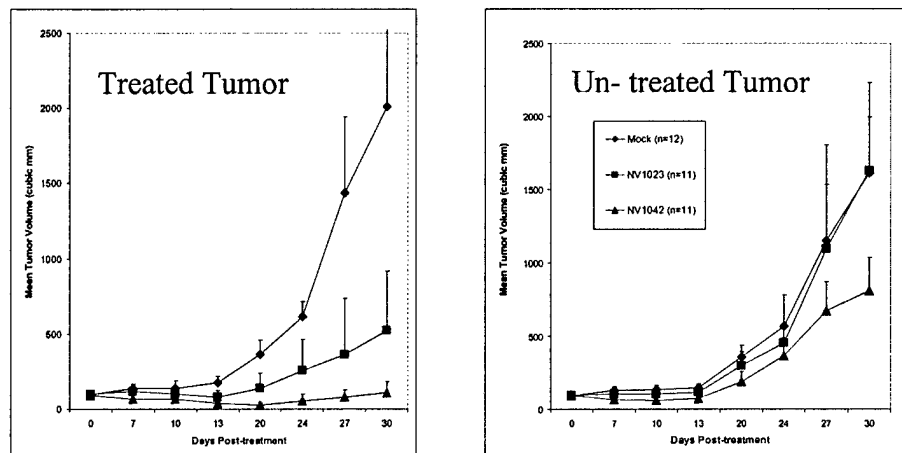 Treated Tumor
Mean Tumor Volume (cubic mm)
2500
2000
1500
1000
500
0
0 7 10 13 20 24 27 30
Days Post-treatment
Un- treated Tumor
Mock (n=12)
NV1023 (n=11)
NV1042 (n=11)
Mean Tumor Volume (cubic mm)
2500
2000
1500
1000
500
0
0 7 10 13 20 24 27 30
Days Post-treatment